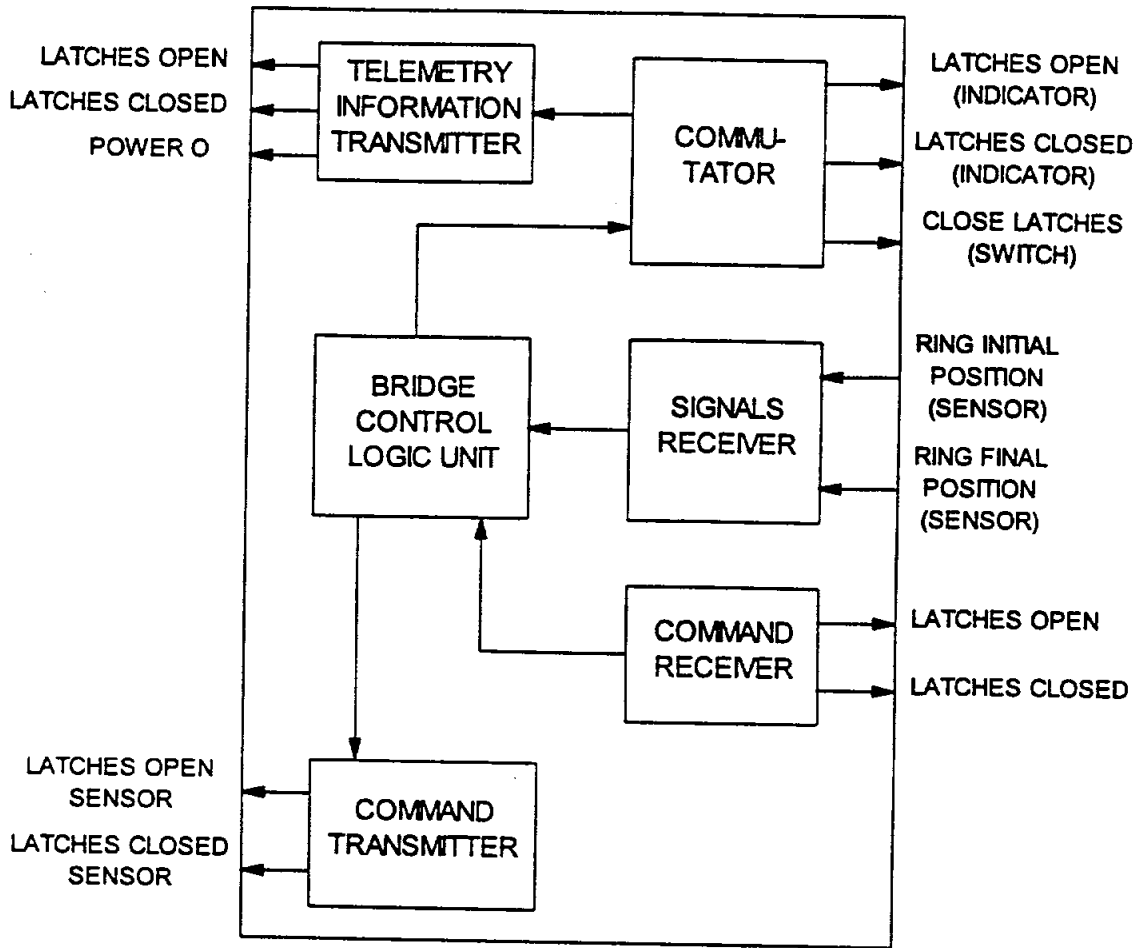 LATCHES OPEN
LATCHES CLOSED
POWER O
TELEMETRY
INFORMATION
TRANSMITTER
COMMU-
TATOR
LATCHES OPEN
(INDICATOR)
LATCHES CLOSED
(INDICATOR)
CLOSE LATCHES
(SWITCH)
BRIDGE
CONTROL
LOGIC UNIT
SIGNALS
RECEIVER
RING INITIAL
POSITION
(SENSOR)
RING FINAL
POSITION
(SENSOR)
COMMAND
RECEIVER
LATCHES OPEN
LATCHES CLOSED
LATCHES OPEN
SENSOR
LATCHES CLOSED
SENSOR
COMMAND
TRANSMITTER